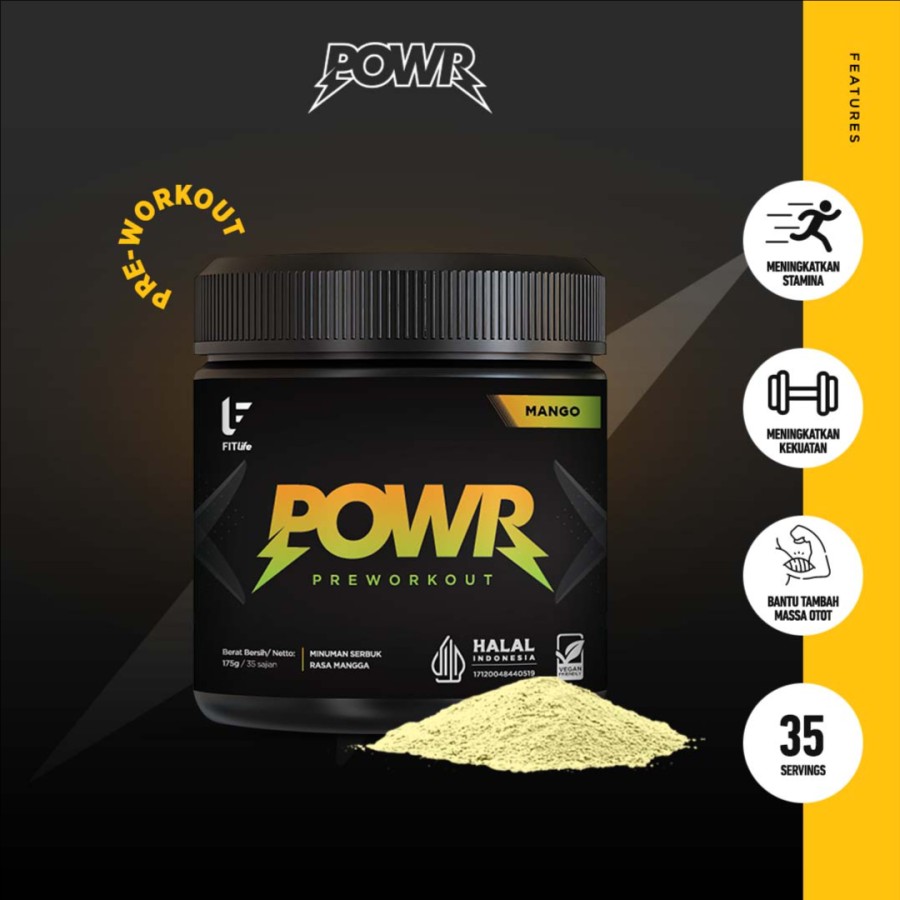 POWR
FEATURES
PRE-WORKOUT
MENINGKATKAN
STAMINA
MENINGKATKAN
KEKUATAN
BANTU TAMBAH
MASSA OTOT
35
SERVINGS
FITlife
MANGO
POWR
PREWORKOUT
Berat Bersih/ Netto:
175g / 35 sajian
MINUMAN SERBUK
RASA MANGGA
HALAL
INDONESIA
17120048440519
VEGAN
FRIENDLY